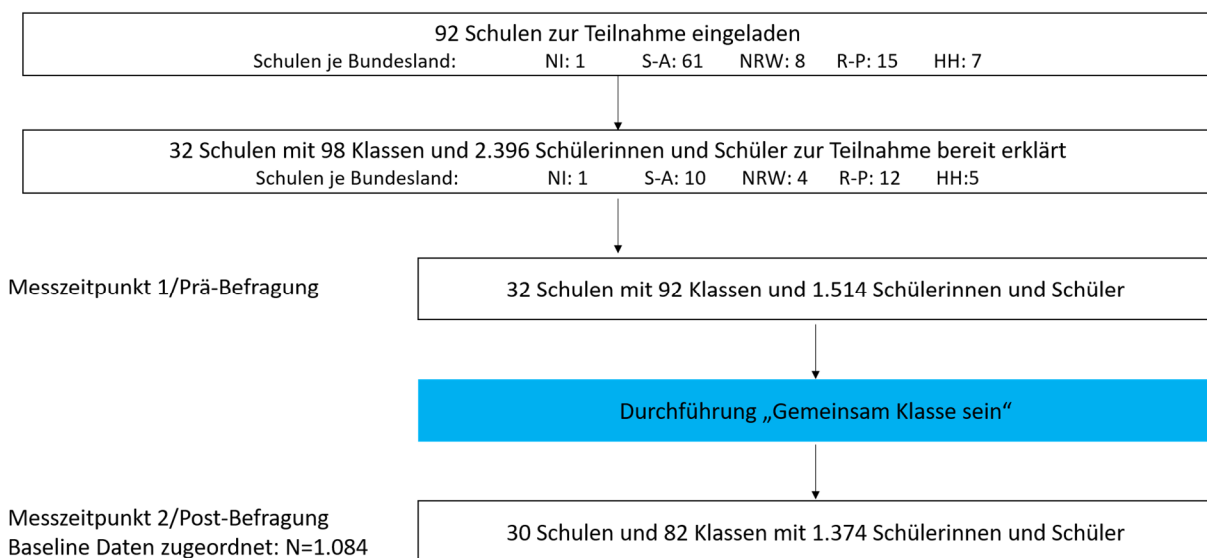 92 Schulen zur Teilnahme eingeladen
Schulen je Bundesland: NI: 1 S-A: 61 NRW: 8 R-P: 15 HH: 7
32 Schulen mit 98 Klassen und 2.396 Schülerinnen und Schüler zur Teilnahme bereit erklärt
Schulen je Bundesland: NI: 1 S-A: 10 NRW: 4 R-P: 12 HH:5
Messzeitpunkt 1/Prä-Befragung
32 Schulen mit 92 Klassen und 1.514 Schülerinnen und Schüler
Durchführung „Gemeinsam Klasse sein“
Messzeitpunkt 2/Post-Befragung
Baseline Daten zugeordnet: N=1.084
30 Schulen und 82 Klassen mit 1.374 Schülerinnen und Schüler